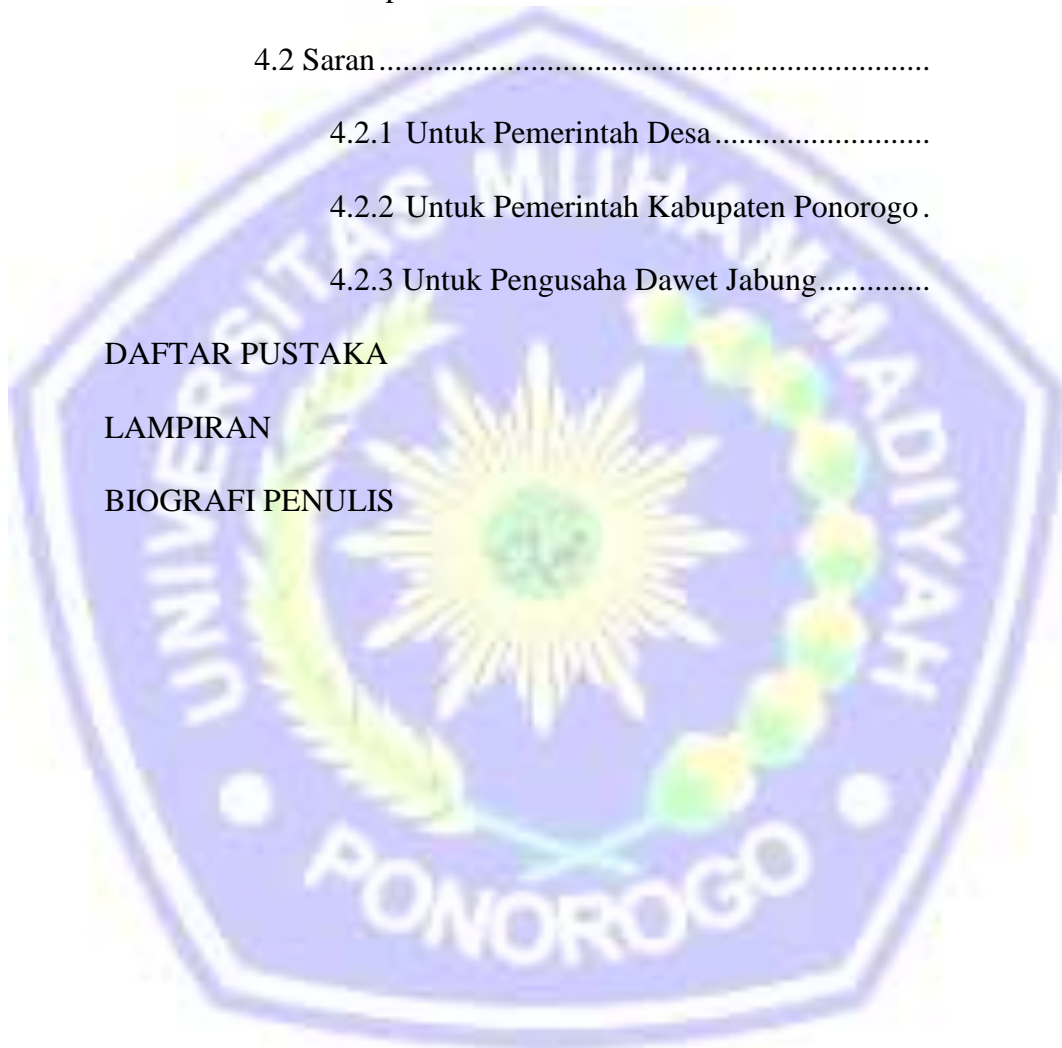 4.2 Saran....................................................................
4.2.1 Untuk Pemerintah Desa...........................
4.2.2 Untuk Pemerintah Kabupaten Ponorogo .
4.2.3 Untuk Pengusaha Dawet Jabung..............
DAFTAR PUSTAKA
LAMPIRAN
BIOGRAFI PENULIS
UNIVERSITAS MUHAMMADIYAH
PONOROGO